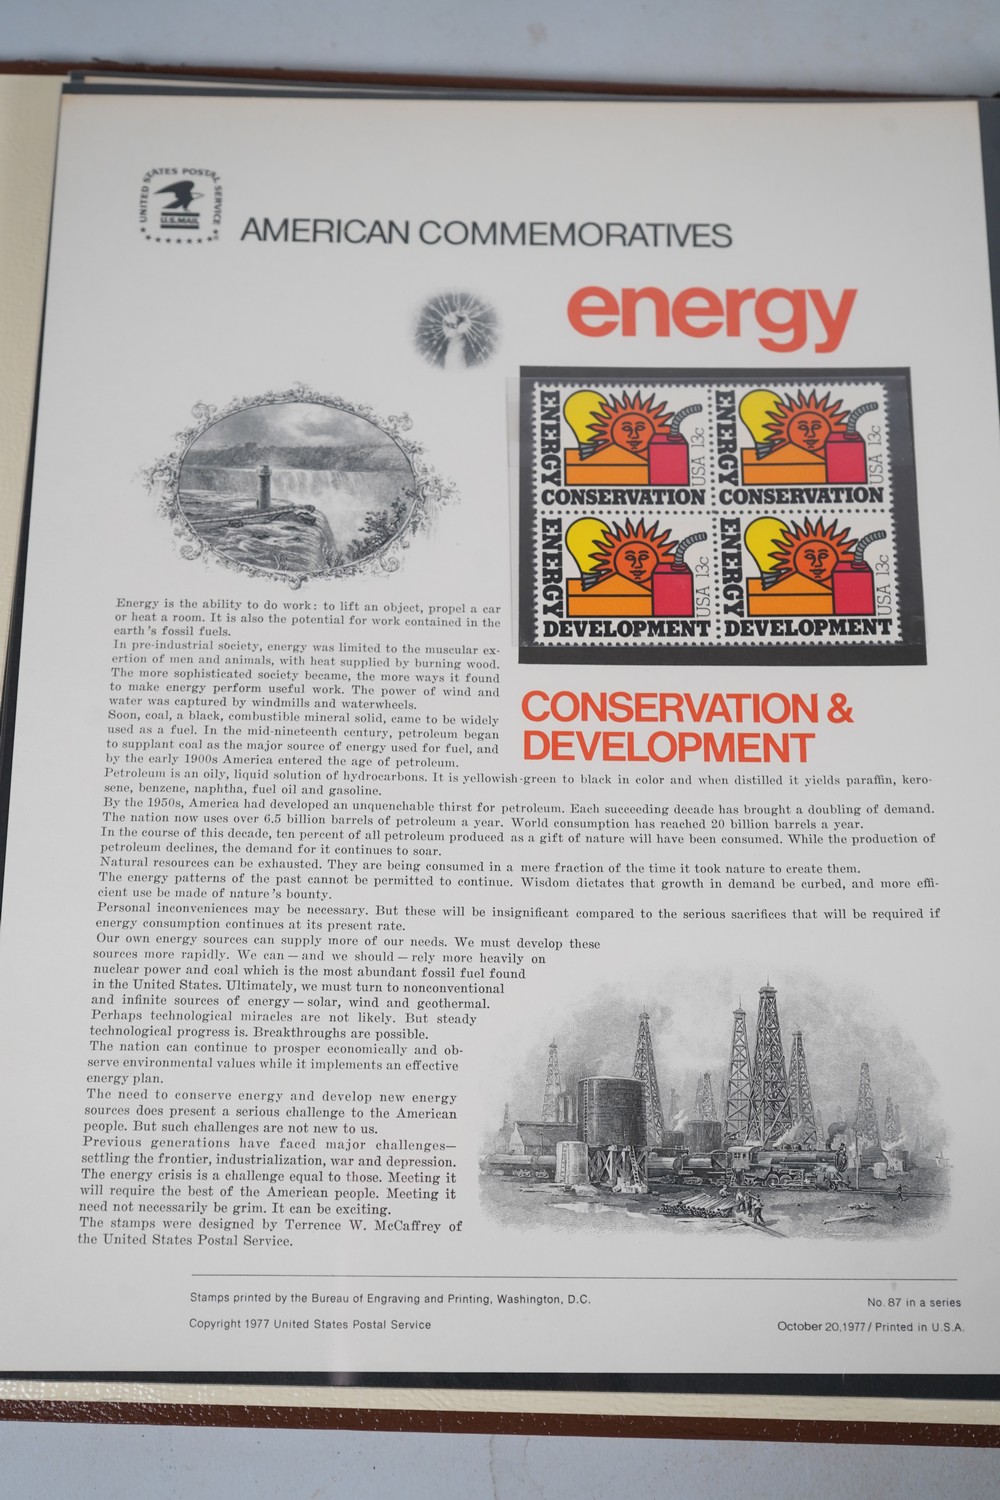 UNITED STATES POSTAL SERVICE
U.S.MAIL
AMERICAN COMMEMORATIVES
energy
ENERGY
CONSERVATION
USA 13c
ENERGY
CONSERVATION
USA 13c
ENERGY
DEVELOPMENT
USA 13c
ENERGY
DEVELOPMENT
USA 13c
CONSERVATION &
DEVELOPMENT
Energy is the ability to do work: to lift an object, propel a car
or heat a room. It is also the potential for work contained in the
earth's fossil fuels.
In pre-industrial society, energy was limited to the muscular ex-
ertion of men and animals, with heat supplied by burning wood.
The more sophisticated society became, the more ways it found
to make energy perform useful work. The power of wind and
water was captured by windmills and waterwheels.
Soon, coal, a black, combustible mineral solid, came to be widely
used as a fuel. In the mid-nineteenth century, petroleum began
to supplant coal as the major source of energy used for fuel, and
by the early 1900s America entered the age of petroleum.
Petroleum is an oily, liquid solution of hydrocarbons. It is yellowish-green to black in color and when distilled it yields paraffin, kero-
sene, benzene, naphtha, fuel oil and gasoline.
By the 1950s, America had developed an unquenchable thirst for petroleum. Each succeeding decade has brought a doubling of demand.
The nation now uses over 6.5 billion barrels of petroleum a year. World consumption has reached 20 billion barrels a year.
In the course of this decade, ten percent of all petroleum produced as a gift of nature will have been consumed. While the production of
petroleum declines, the demand for it continues to soar.
Natural resources can be exhausted. They are being consumed in a mere fraction of the time it took nature to create them.
The energy patterns of the past cannot be permitted to continue. Wisdom dictates that growth in demand be curbed, and more effi-
cient use be made of nature's bounty.
Personal inconveniences may be necessary. But these will be insignificant compared to the serious sacrifices that will be required if
energy consumption continues at its present rate.
Our own energy sources can supply more of our needs. We must develop these
sources more rapidly. We can — and we should — rely more heavily on
nuclear power and coal which is the most abundant fossil fuel found
in the United States. Ultimately, we must turn to nonconventional
and infinite sources of energy — solar, wind and geothermal.
Perhaps technological miracles are not likely. But steady
technological progress is. Breakthroughs are possible.
The nation can continue to prosper economically and ob-
serve environmental values while it implements an effective
energy plan.
The need to conserve energy and develop new energy
sources does present a serious challenge to the American
people. But such challenges are not new to us.
Previous generations have faced major challenges—
settling the frontier, industrialization, war and depression.
The energy crisis is a challenge equal to those. Meeting it
will require the best of the American people. Meeting it
need not necessarily be grim. It can be exciting.
The stamps were designed by Terrence W. McCaffrey of
the United States Postal Service.
Stamps printed by the Bureau of Engraving and Printing, Washington, D.C.
No. 87 in a series
Copyright 1977 United States Postal Service
October 20, 1977 / Printed in U.S.A.